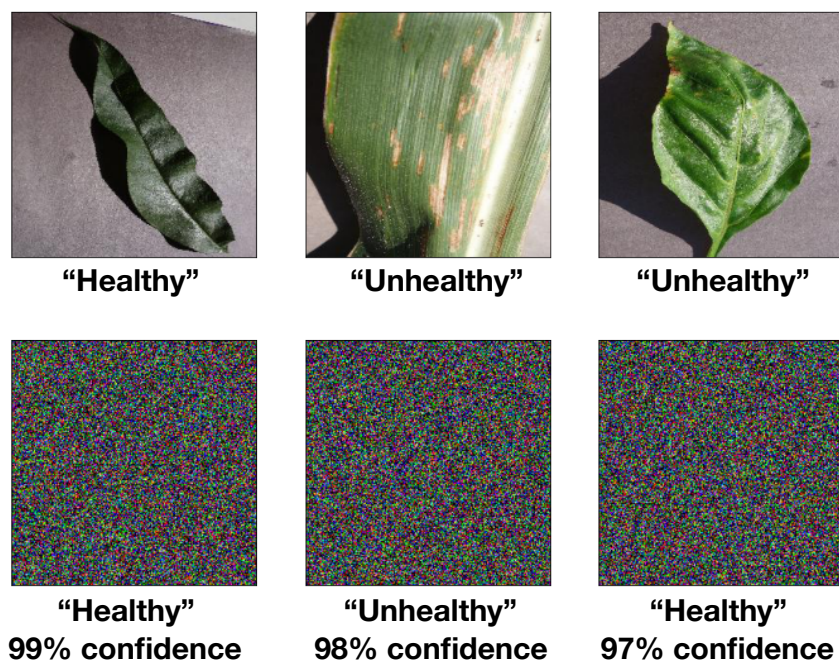 “Healthy”
“Unhealthy”
“Unhealthy”
“Healthy”
99% confidence
“Unhealthy”
98% confidence
“Healthy”
97% confidence